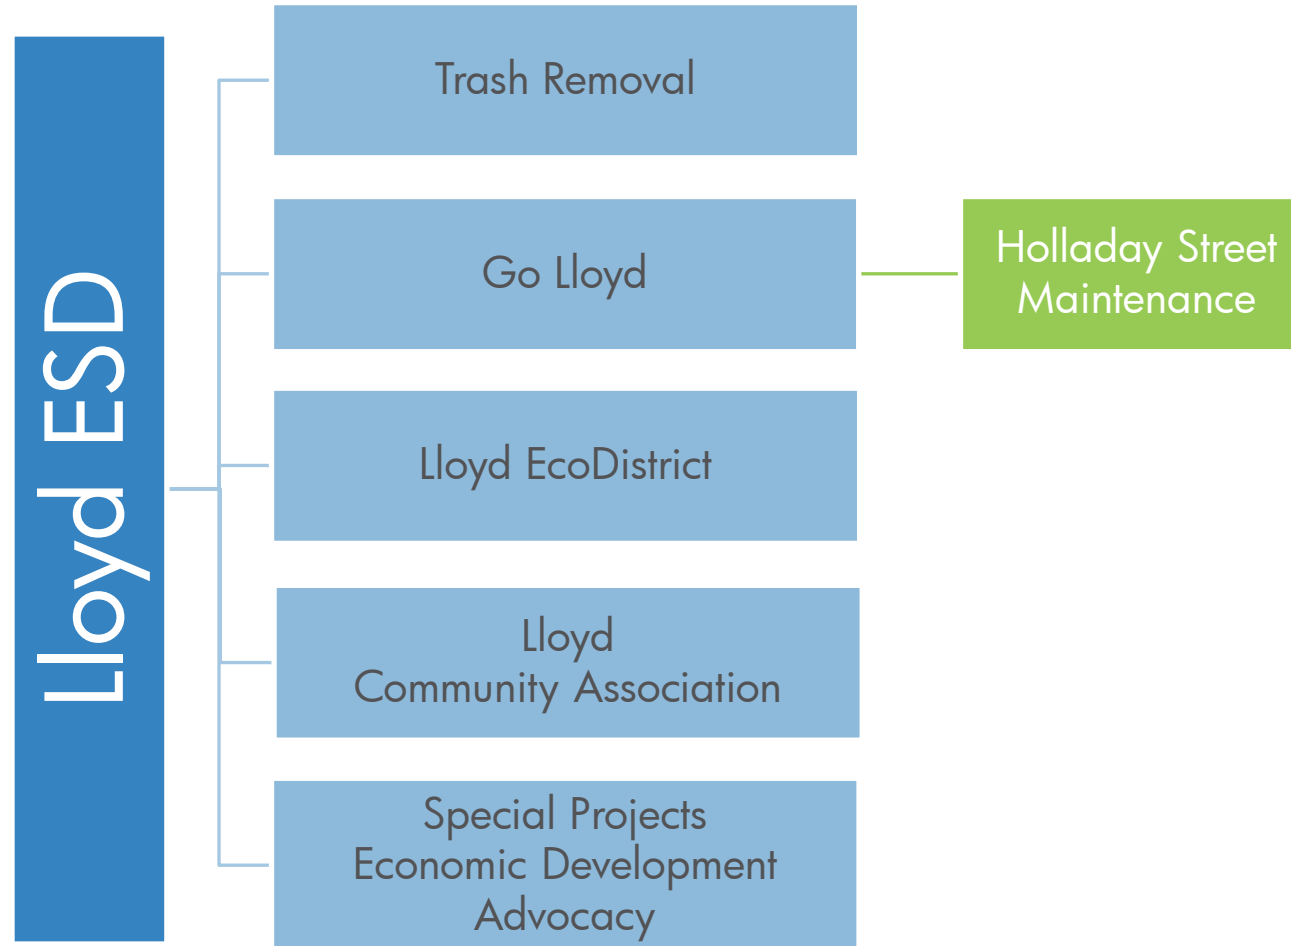 Lloyd ESD
Trash Removal
Go Lloyd
Holladay Street
Maintenance
Lloyd EcoDistrict
Lloyd
Community Association
Special Projects
Economic Development
Advocacy